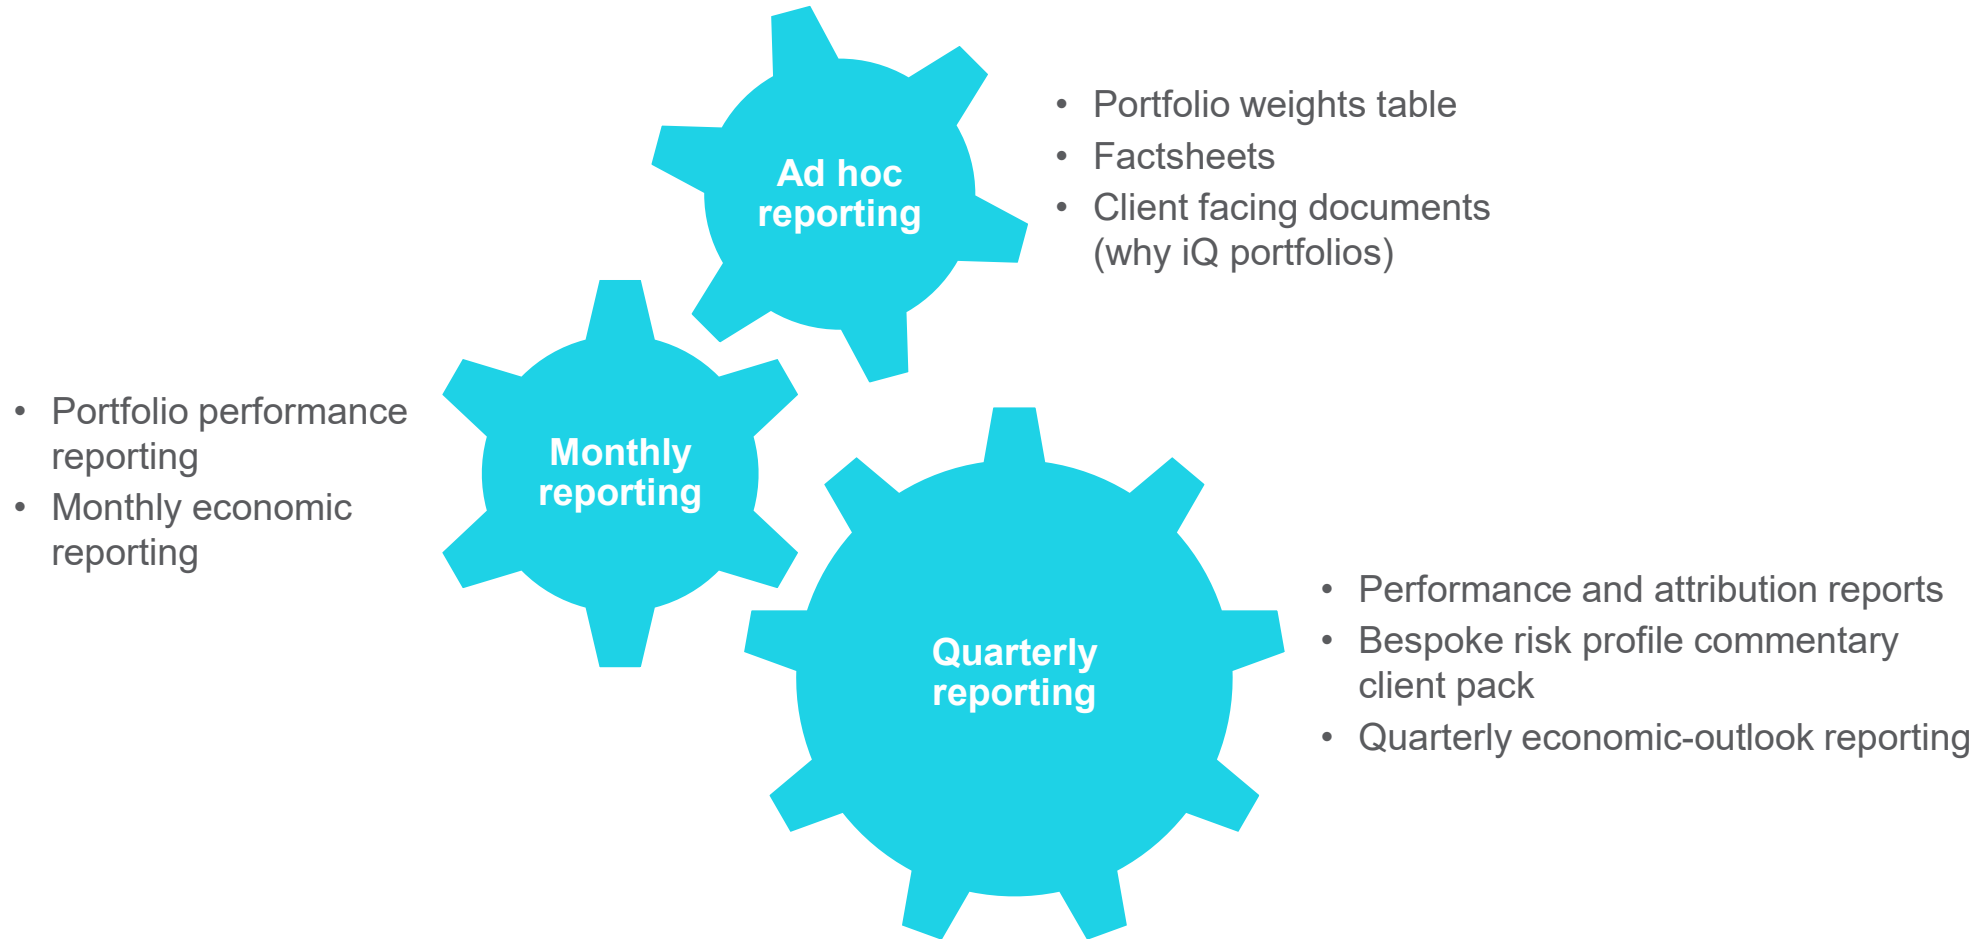 Ad hoc
reporting
• Portfolio weights table
• Factsheets
• Client facing documents
(why iQ portfolios)
Monthly
reporting
• Portfolio performance
reporting
• Monthly economic
reporting
Quarterly
reporting
• Performance and attribution reports
• Bespoke risk profile commentary
client pack
• Quarterly economic-outlook reporting